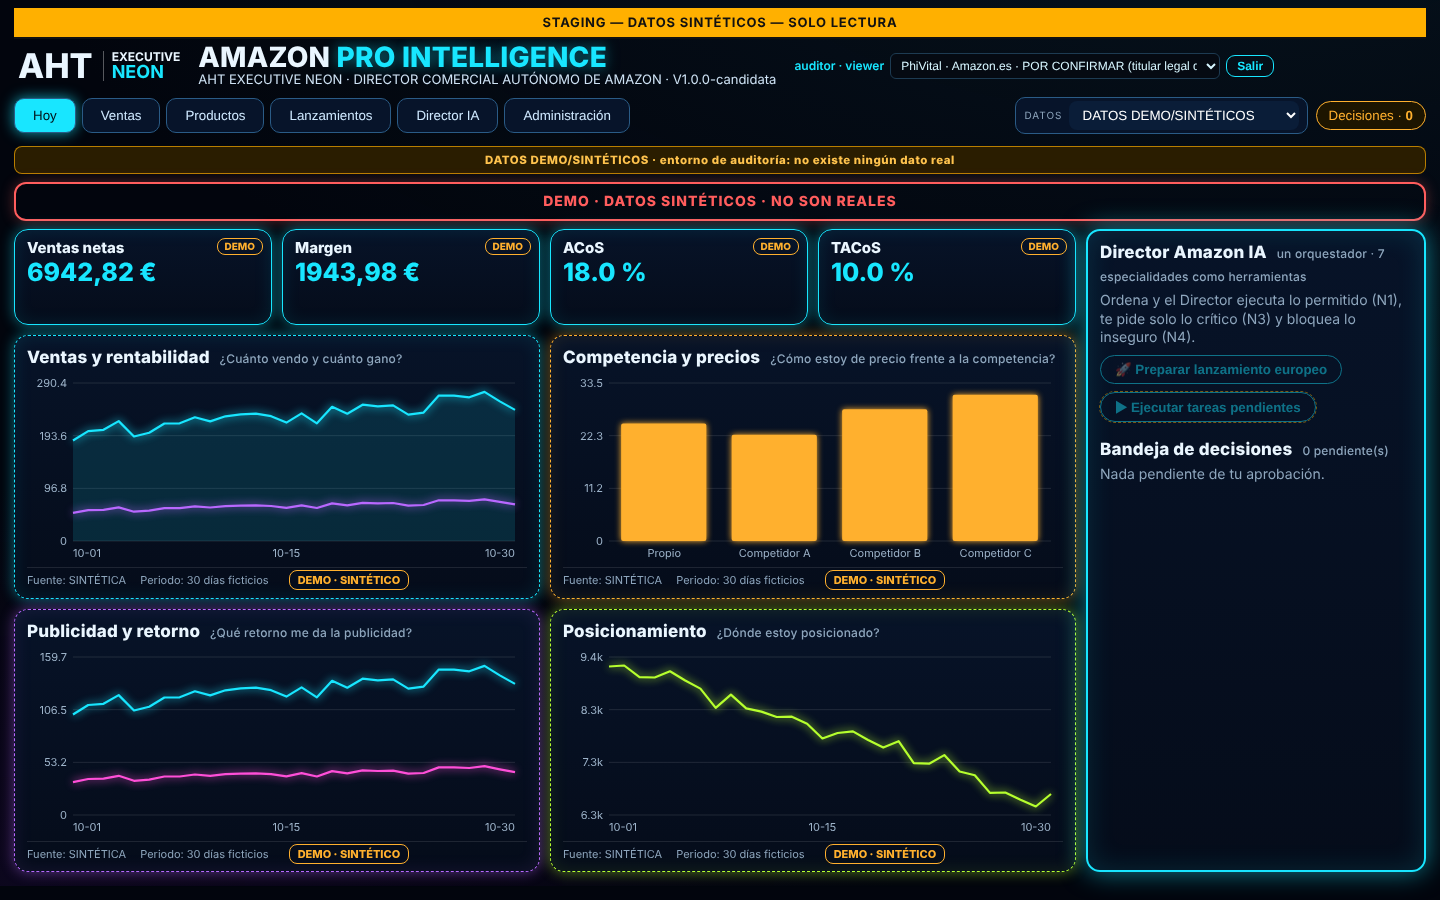 STAGING — DATOS SINTÉTICOS — SOLO LECTURA
AHT
EXECUTIVE
NEON
AMAZON PRO INTELLIGENCE
AHT EXECUTIVE NEON · DIRECTOR COMERCIAL AUTÓNOMO DE AMAZON · V1.0.0-candidata
auditor · viewer
PhiVital · Amazon.es · POR CONFIRMAR (titular legal c
Salir
Hoy
Ventas
Productos
Lanzamientos
Director IA
Administración
DATOS
DATOS DEMO/SINTÉTICOS
Decisiones · 0
DATOS DEMO/SINTÉTICOS · entorno de auditoría: no existe ningún dato real
DEMO · DATOS SINTÉTICOS · NO SON REALES
Ventas netas
DEMO
6942,82 €
Margen
DEMO
1943,98 €
ACoS
DEMO
18.0 %
TACoS
DEMO
10.0 %
Ventas y rentabilidad ¿Cuánto vendo y cuánto gano?
290.4
193.6
96.8
0
10-01
10-15
10-30
Fuente: SINTÉTICA Periodo: 30 días ficticios DEMO · SINTÉTICO
Competencia y precios ¿Cómo estoy de precio frente a la competencia?
33.5
22.3
11.2
0
Propio
Competidor A
Competidor B
Competidor C
Fuente: SINTÉTICA Periodo: 30 días ficticios DEMO · SINTÉTICO
Publicidad y retorno ¿Qué retorno me da la publicidad?
159.7
106.5
53.2
0
10-01
10-15
10-30
Fuente: SINTÉTICA Periodo: 30 días ficticios DEMO · SINTÉTICO
Posicionamiento ¿Dónde estoy posicionado?
9.4k
8.3k
7.3k
6.3k
10-01
10-15
10-30
Fuente: SINTÉTICA Periodo: 30 días ficticios DEMO · SINTÉTICO
Director Amazon IA un orquestador · 7
especialidades como herramientas
Ordena y el Director ejecuta lo permitido (N1),
te pide solo lo crítico (N3) y bloquea lo
inseguro (N4).
🚀 Preparar lanzamiento europeo
▶ Ejecutar tareas pendientes
Bandeja de decisiones 0 pendiente(s)
Nada pendiente de tu aprobación.